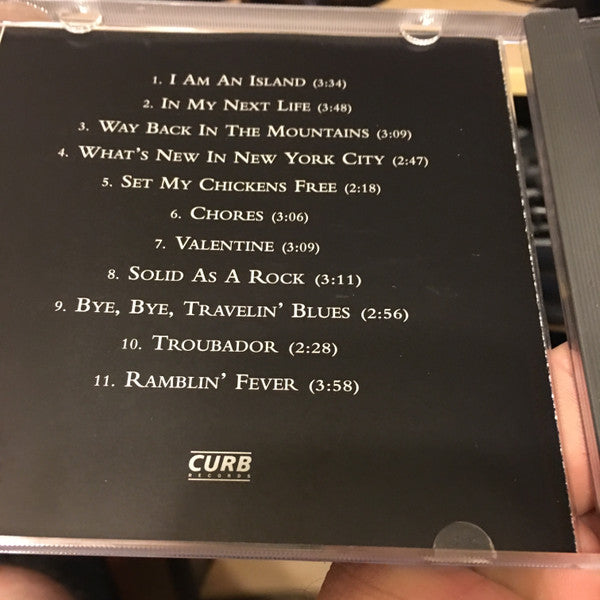 1. I Am An Island (3:34)
2. In My Next Life (3:48)
3. Way Back In The Mountains (3:09)
4. What's New In New York City (2:47)
5. Set My Chickens Free (2:18)
6. Chores (3:06)
7. Valentine (3:09)
8. Solid As A Rock (3:11)
9. Bye, Bye, Travelin' Blues (2:56)
10. Troubador (2:28)
11. Ramblin' Fever (3:58)
CURB
RECORDS